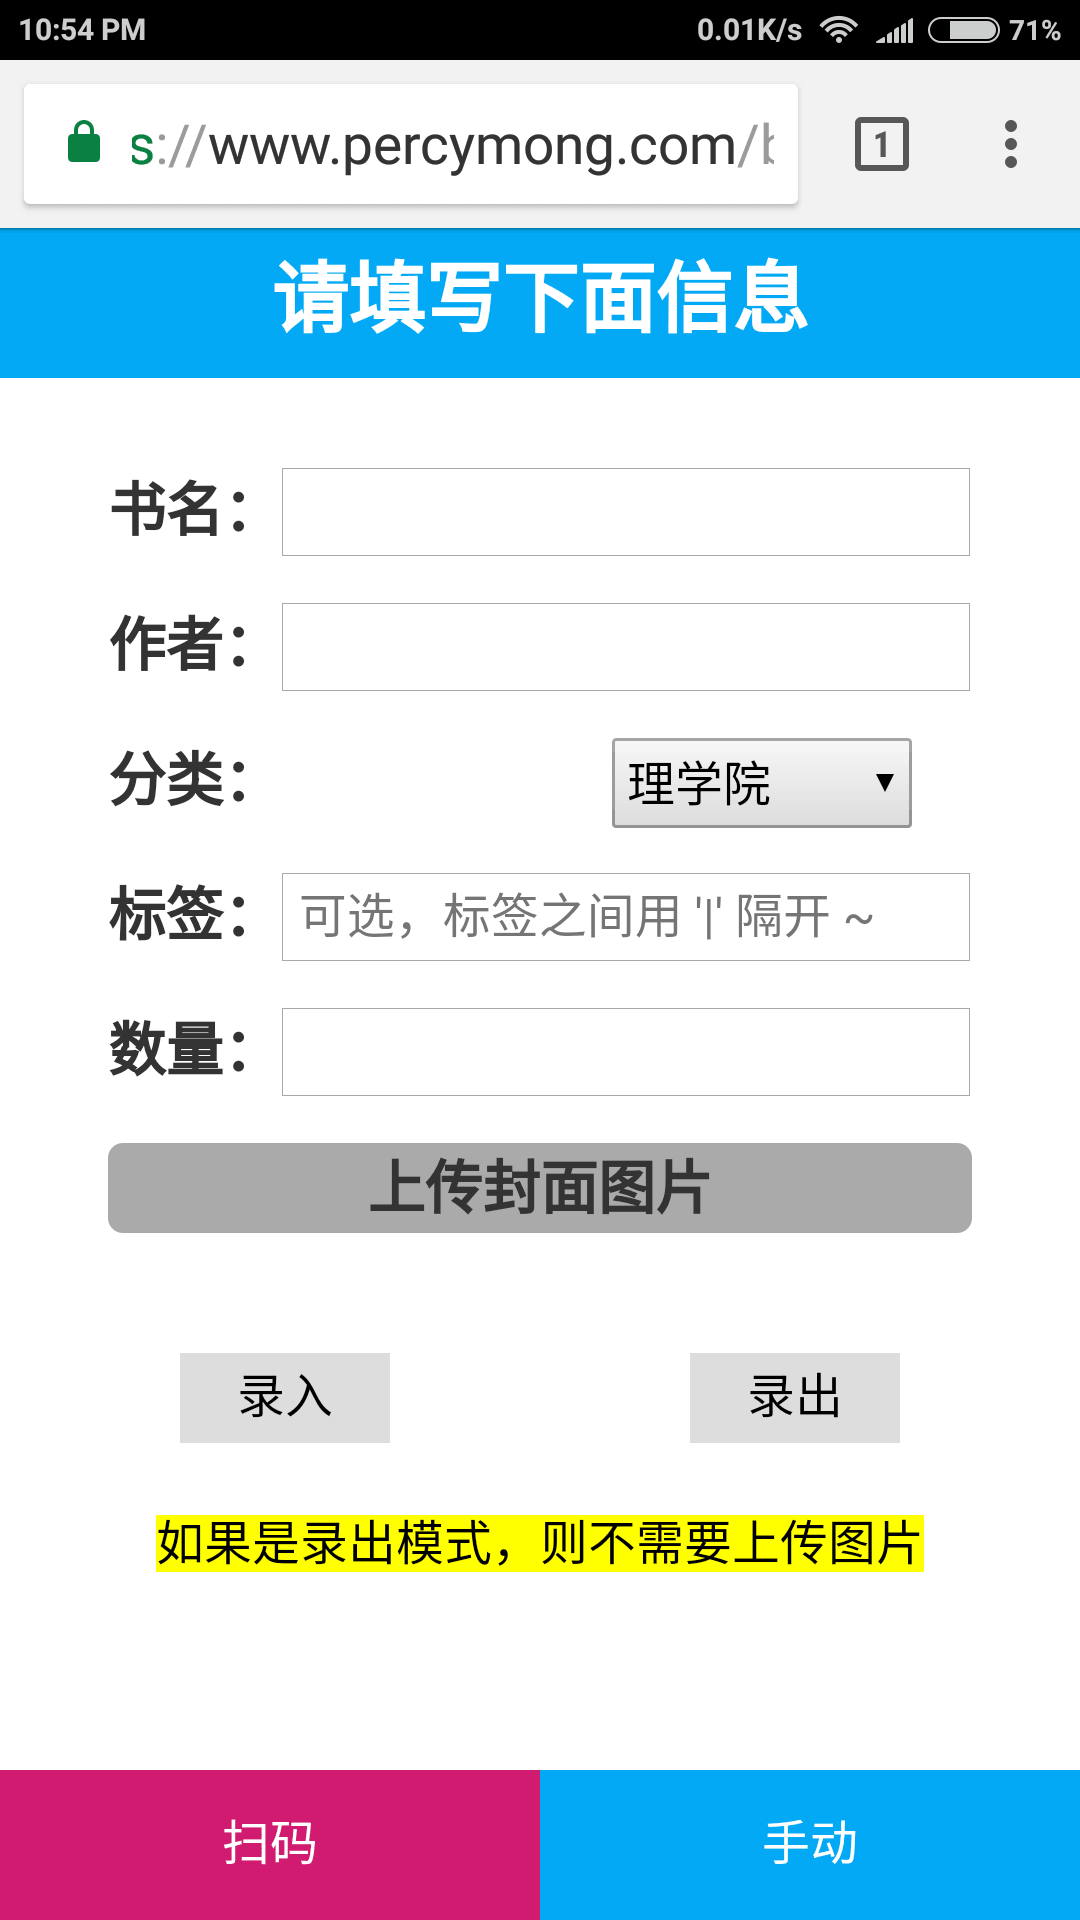 10:54 PM 0.01K/s 71%
s://www.percymong.com/b 1
请填写下面信息
书名：
作者：
分类： 理学院
标签： 可选，标签之间用 '|' 隔开 ~
数量：
上传封面图片
录入 录出
如果是录出模式，则不需要上传图片
扫码 手动